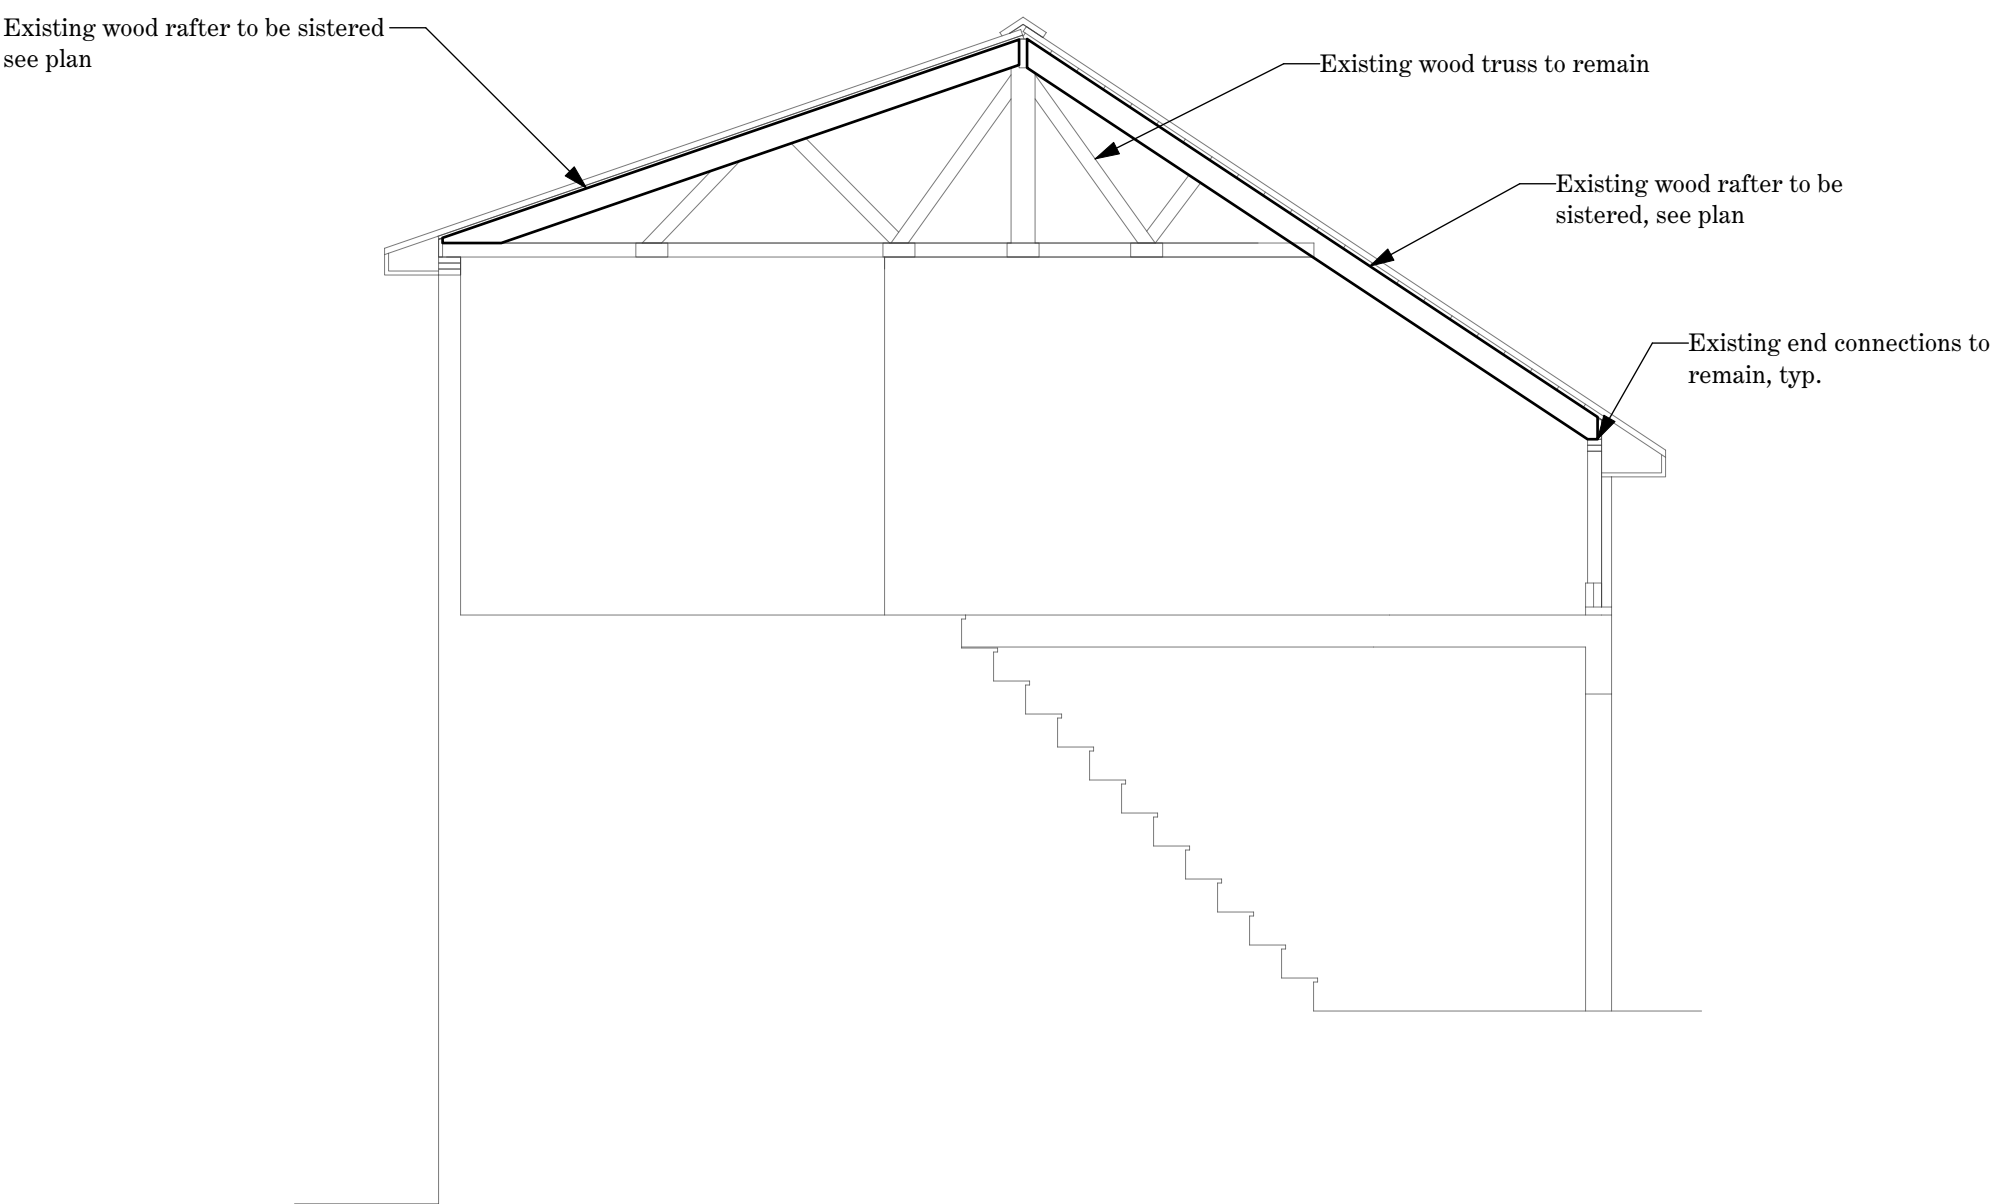 Existing wood rafter to be sistered
see plan
Existing wood truss to remain
Existing wood rafter to be
sistered, see plan
Existing end connections to
remain, typ.